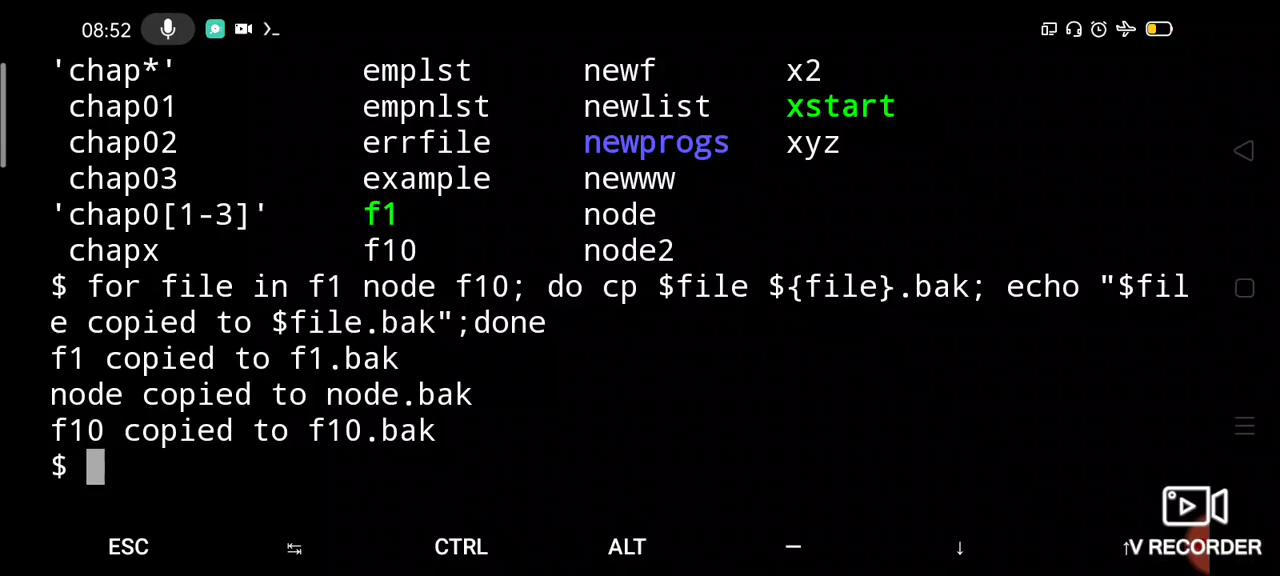 08:52
'chap*' emplst newf x2
chap01 empnlst newlist xstart
chap02 errfile newprogs xyz
chap03 example newww
'chap0[1-3]' f1 node
chapx f10 node2
$ for file in f1 node f10; do cp $file ${file}.bak; echo "$fil
e copied to $file.bak";done
f1 copied to f1.bak
node copied to node.bak
f10 copied to f10.bak
$
ESC ↹ CTRL ALT – ↓ ↑
V RECORDER